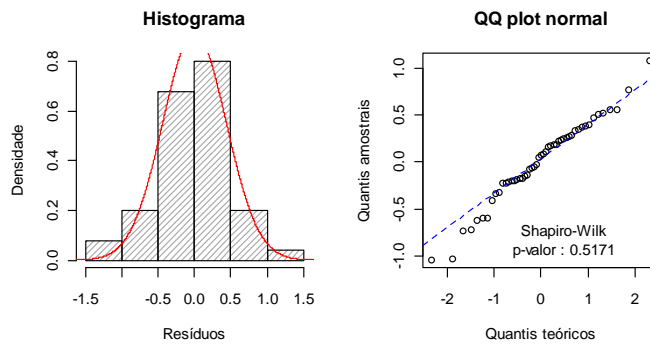 Histograma
Densidade
0.8
0.6
0.4
0.2
0.0
-1.5
-0.5
0.0
0.5
1.0
1.5
Resíduos
QQ plot normal
Quantis amostrais
1.0
0.5
0.0
-0.5
-1.0
Shapiro-Wilk
p-valor : 0.5171
-2
-1
0
1
2
Quantis teóricos